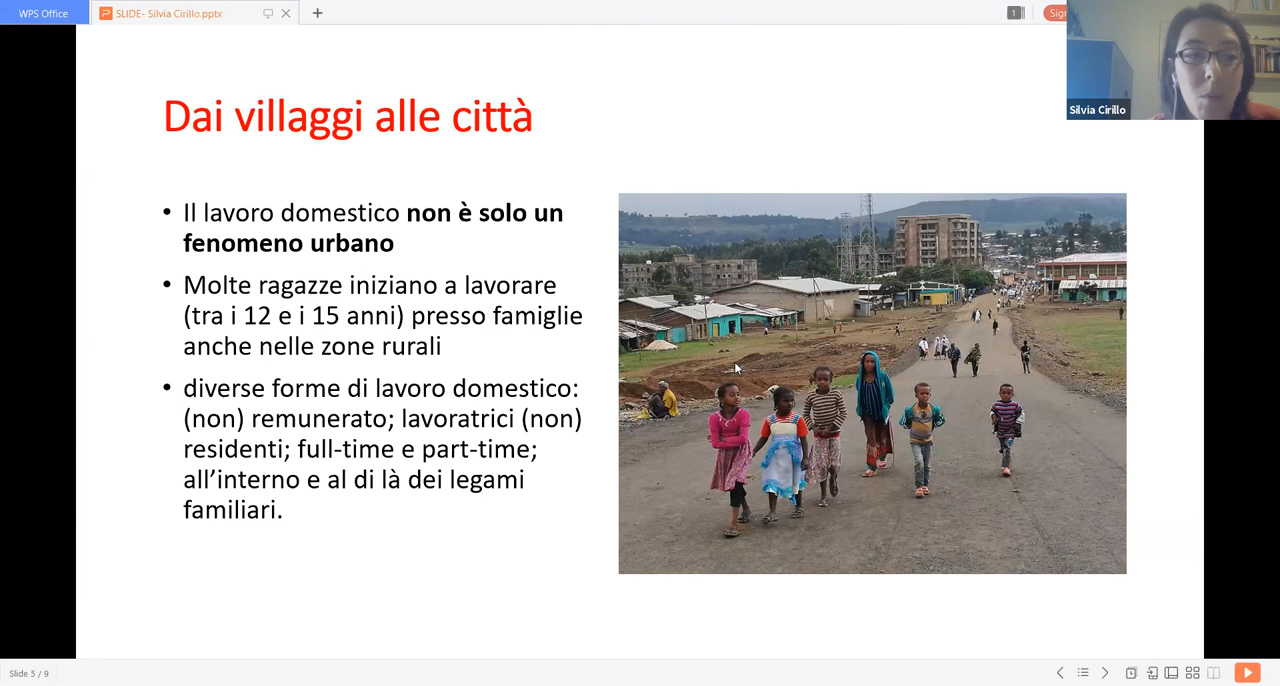 WPS Office
SLIDE- Silvia Cirillo.pptx
1
Sign
Silvia Cirillo
Dai villaggi alle città
• Il lavoro domestico non è solo un
fenomeno urbano
• Molte ragazze iniziano a lavorare
(tra i 12 e i 15 anni) presso famiglie
anche nelle zone rurali
• diverse forme di lavoro domestico:
(non) remunerato; lavoratrici (non)
residenti; full-time e part-time;
all’interno e al di là dei legami
familiari.
Slide 5 / 9